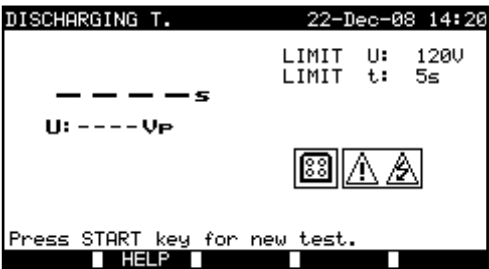 DISCHARGING T. 22-Dec-08 14:20
LIMIT U: 120V
LIMIT t: 5s
----s
U:----Vp
Press START key for new test.
HELP